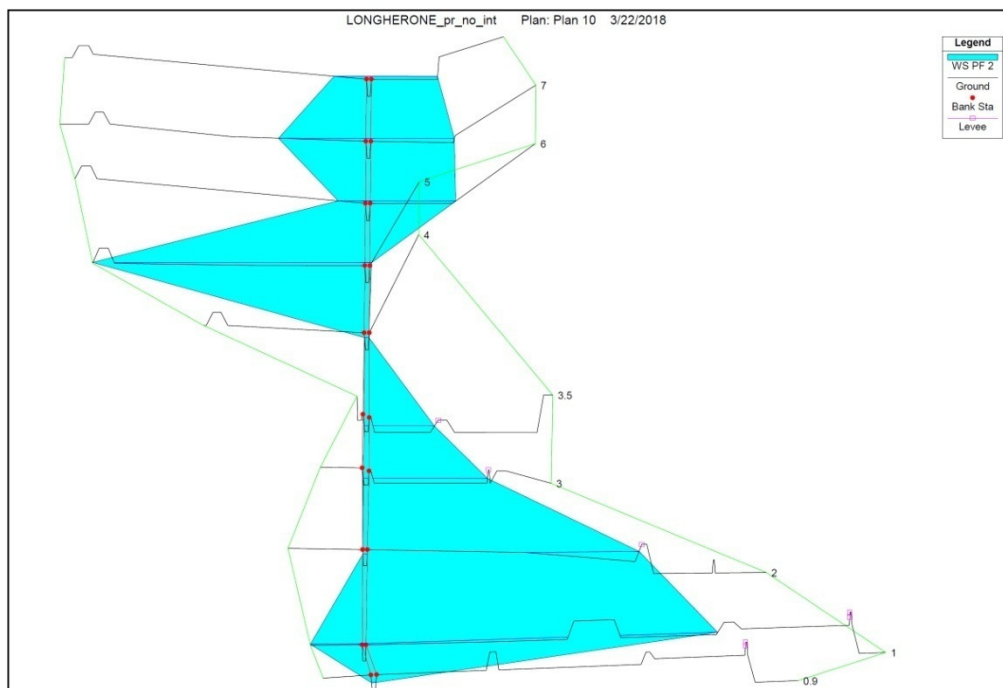 LONGHERONE_pr_no_int Plan: Plan 10 3/22/2018
Legend
WS PF 2
Ground
Bank Sta
Levee
7
6
5
4
3.5
3
2
1
0.9